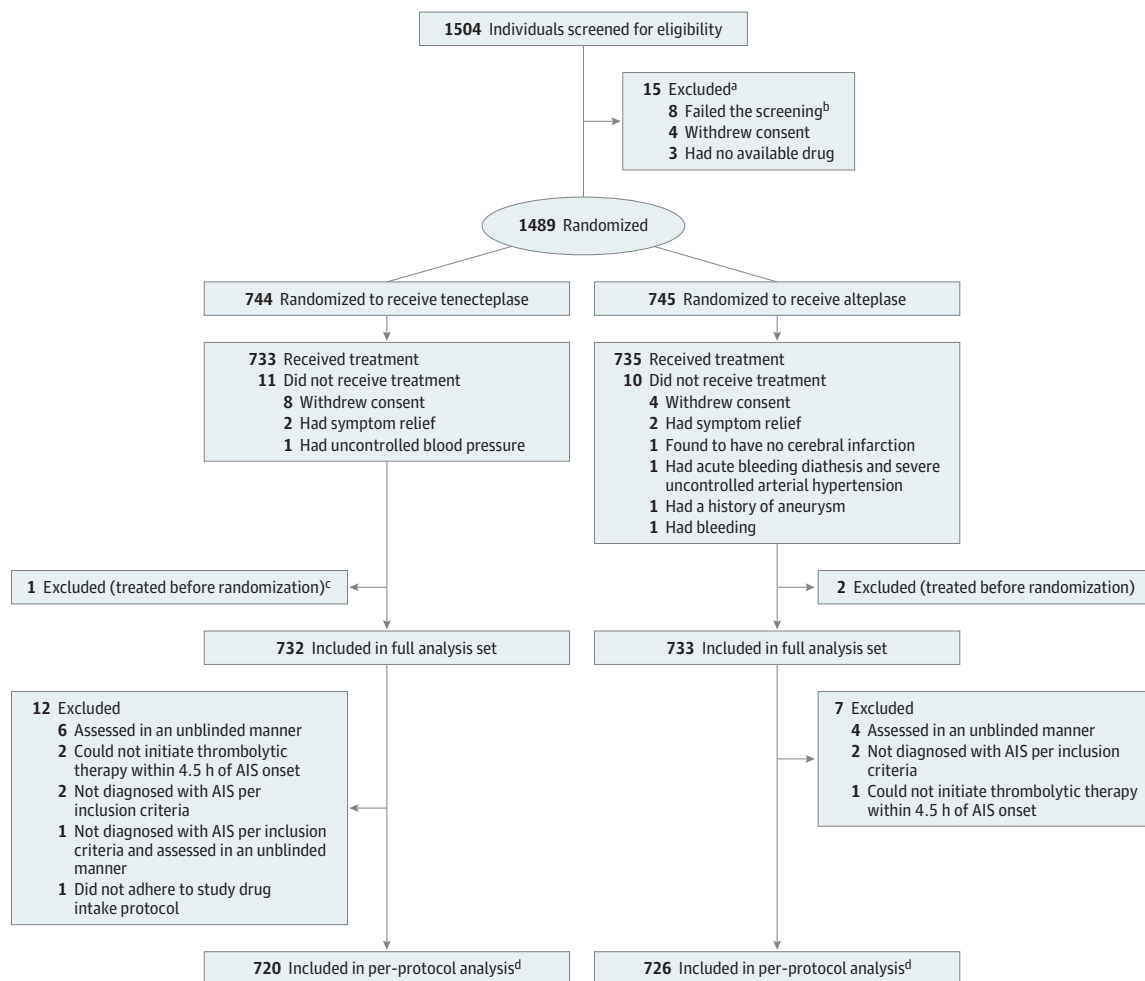 1504 Individuals screened for eligibility
15 Excludedᵃ
8 Failed the screeningᵇ
4 Withdrew consent
3 Had no available drug
1489 Randomized
744 Randomized to receive tenecteplase
745 Randomized to receive alteplase
733 Received treatment
11 Did not receive treatment
8 Withdrew consent
2 Had symptom relief
1 Had uncontrolled blood pressure
735 Received treatment
10 Did not receive treatment
4 Withdrew consent
2 Had symptom relief
1 Found to have no cerebral infarction
1 Had acute bleeding diathesis and severe
uncontrolled arterial hypertension
1 Had a history of aneurysm
1 Had bleeding
1 Excluded (treated before randomization)ᶜ
2 Excluded (treated before randomization)
732 Included in full analysis set
733 Included in full analysis set
12 Excluded
6 Assessed in an unblinded manner
2 Could not initiate thrombolytic
therapy within 4.5 h of AIS onset
2 Not diagnosed with AIS per
inclusion criteria
1 Not diagnosed with AIS per inclusion
criteria and assessed in an unblinded
manner
1 Did not adhere to study drug
intake protocol
7 Excluded
4 Assessed in an unblinded manner
2 Not diagnosed with AIS per inclusion
criteria
1 Could not initiate thrombolytic therapy
within 4.5 h of AIS onset
720 Included in per-protocol analysisᵈ
726 Included in per-protocol analysisᵈ